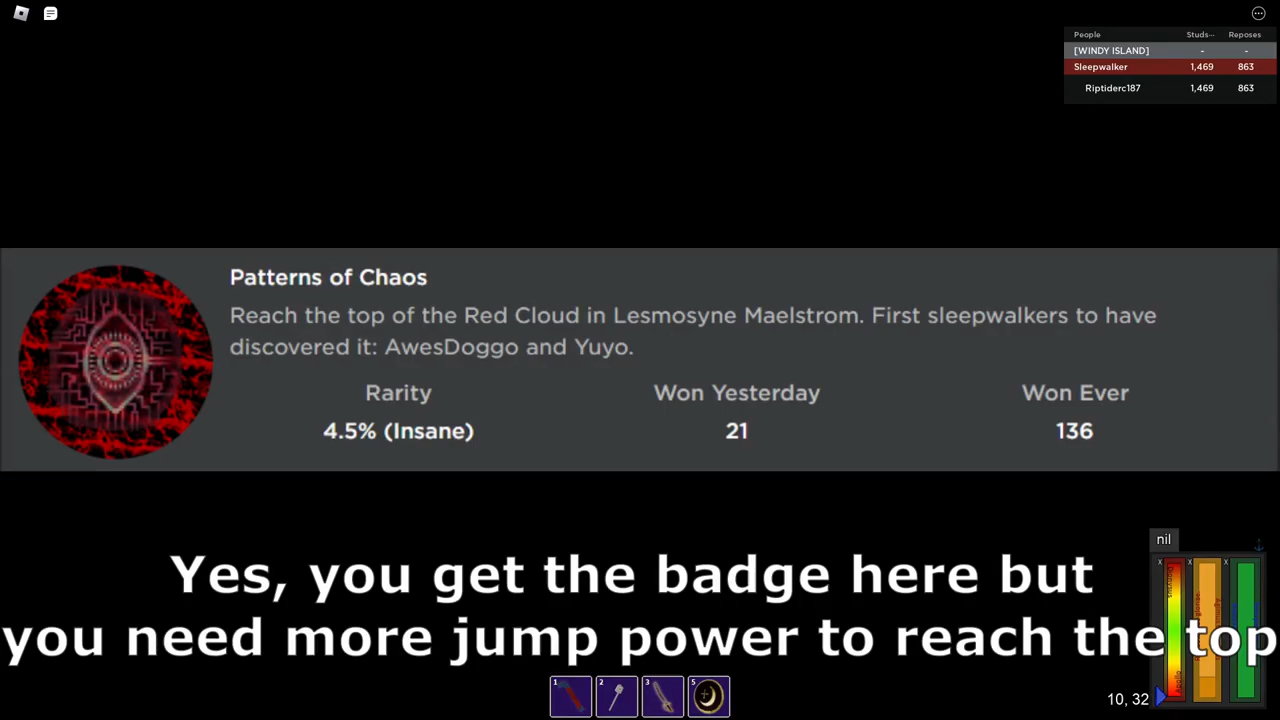 People Studs... Reposes
[WINDY ISLAND] - -
Sleepwalker 1,469 863
Riptiderc187 1,469 863
Patterns of Chaos
Reach the top of the Red Cloud in Lesmosyne Maelstrom. First sleepwalkers to have
discovered it: AwesDoggo and Yuyo.
Rarity Won Yesterday Won Ever
4.5% (Insane) 21 136
nil
X X X
Yes, you get the badge here but
you need more jump power to reach the top
1 2 3 5
10, 32